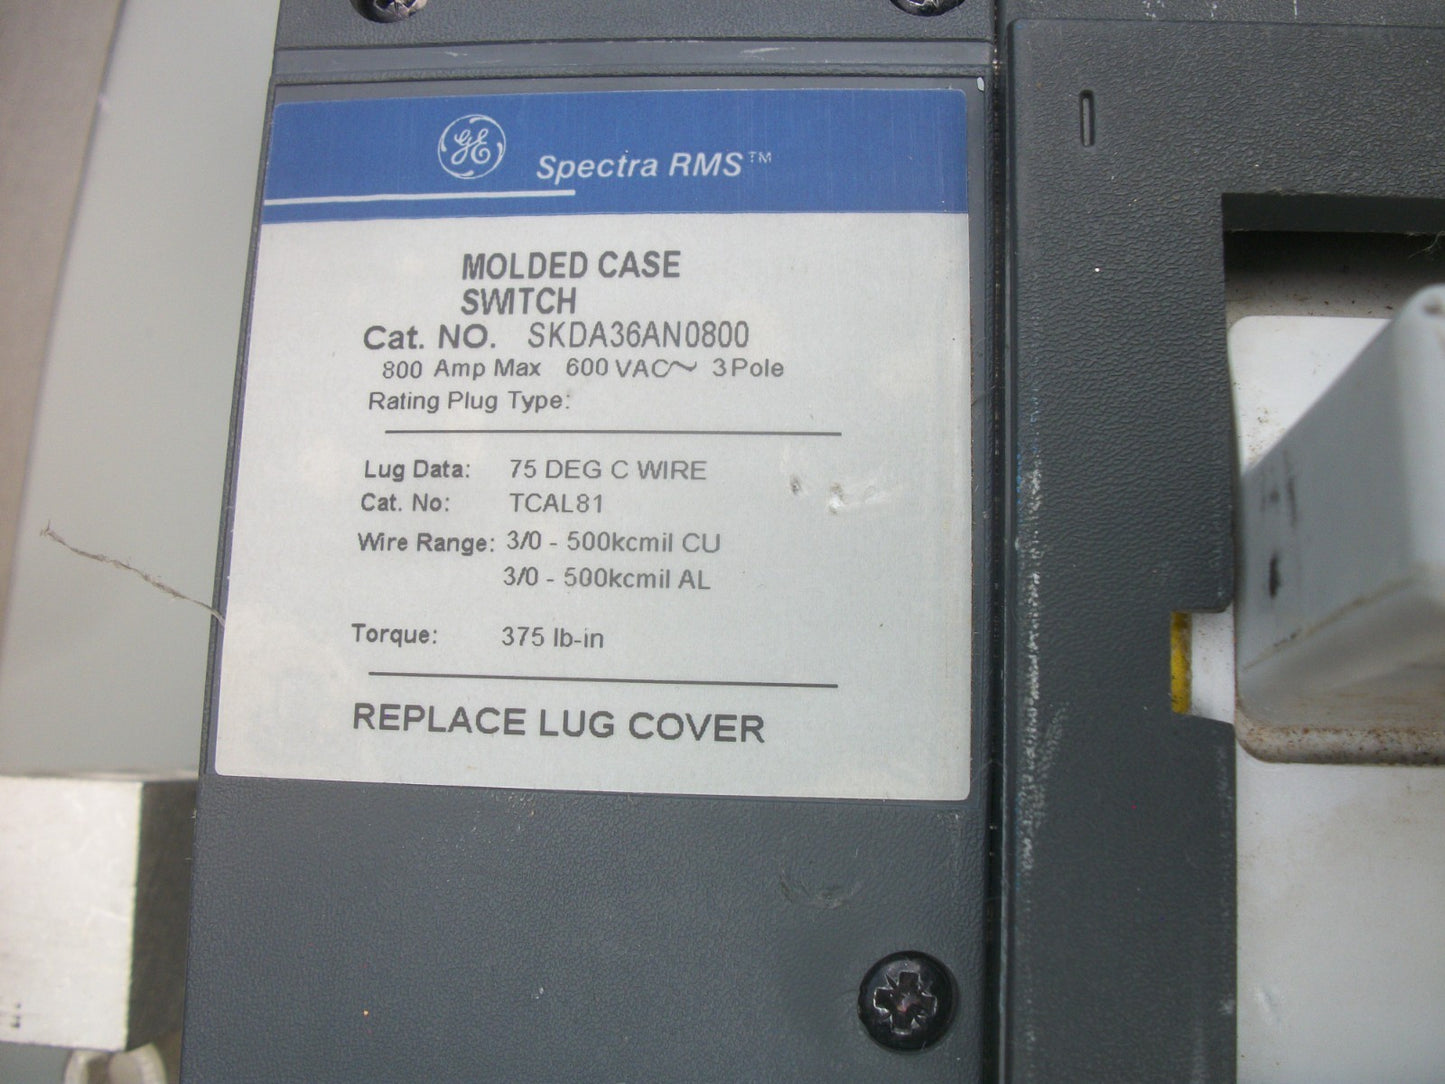 GE Spectra RMS™
MOLDED CASE
SWITCH
Cat. NO. SKDA36AN0800
800 Amp Max 600 VAC~ 3 Pole
Rating Plug Type:
Lug Data: 75 DEG C WIRE
Cat. No: TCAL81
Wire Range: 3/0 - 500kcmil CU
3/0 - 500kcmil AL
Torque: 375 lb-in
REPLACE LUG COVER